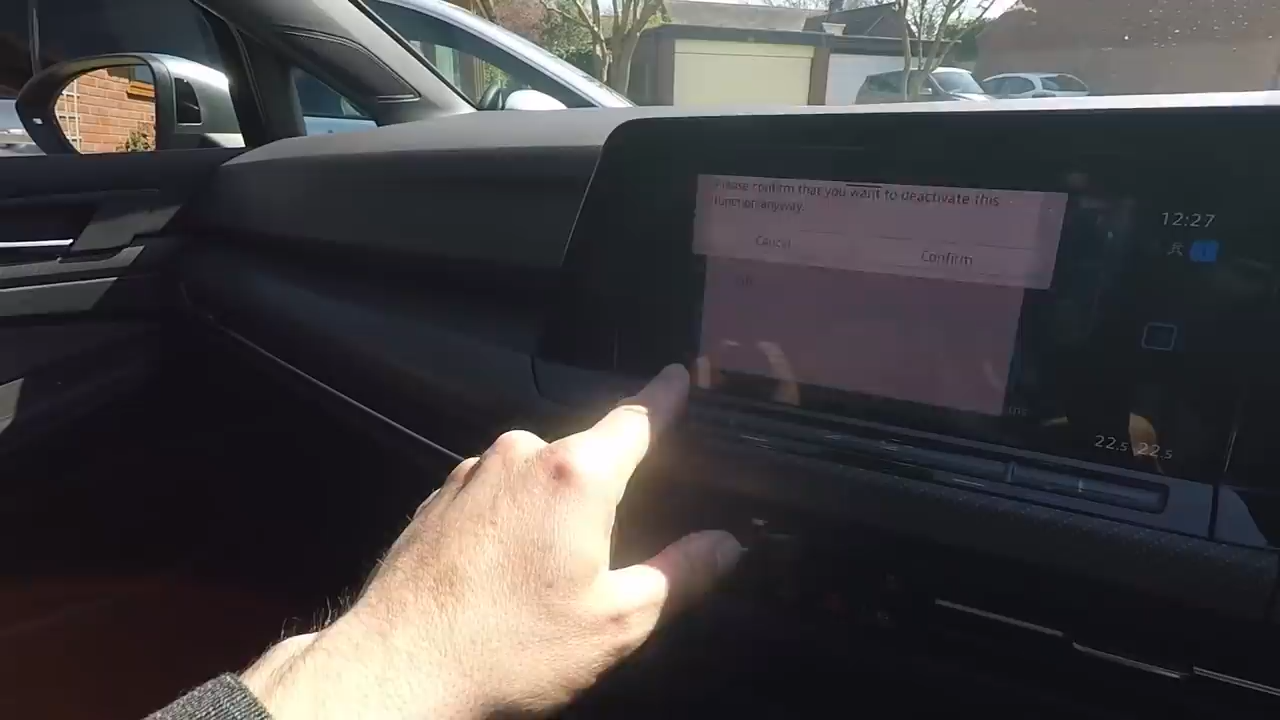 Please confirm that you want to deactivate this
function anyway.
Cancel
Confirm
12:27
22.5 22.5